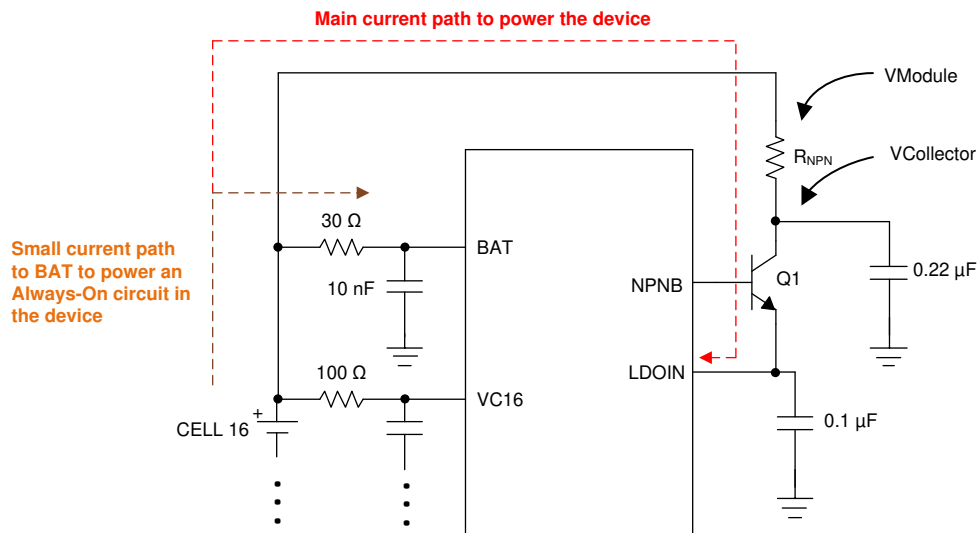 Main current path to power the device
VModule
R_NPN
VCollector
30 Ω
BAT
Small current path
to BAT to power an
Always-On circuit in
the device
10 nF
NPNB
Q1
0.22 µF
100 Ω
LDOIN
VC16
+
CELL 16
0.1 µF